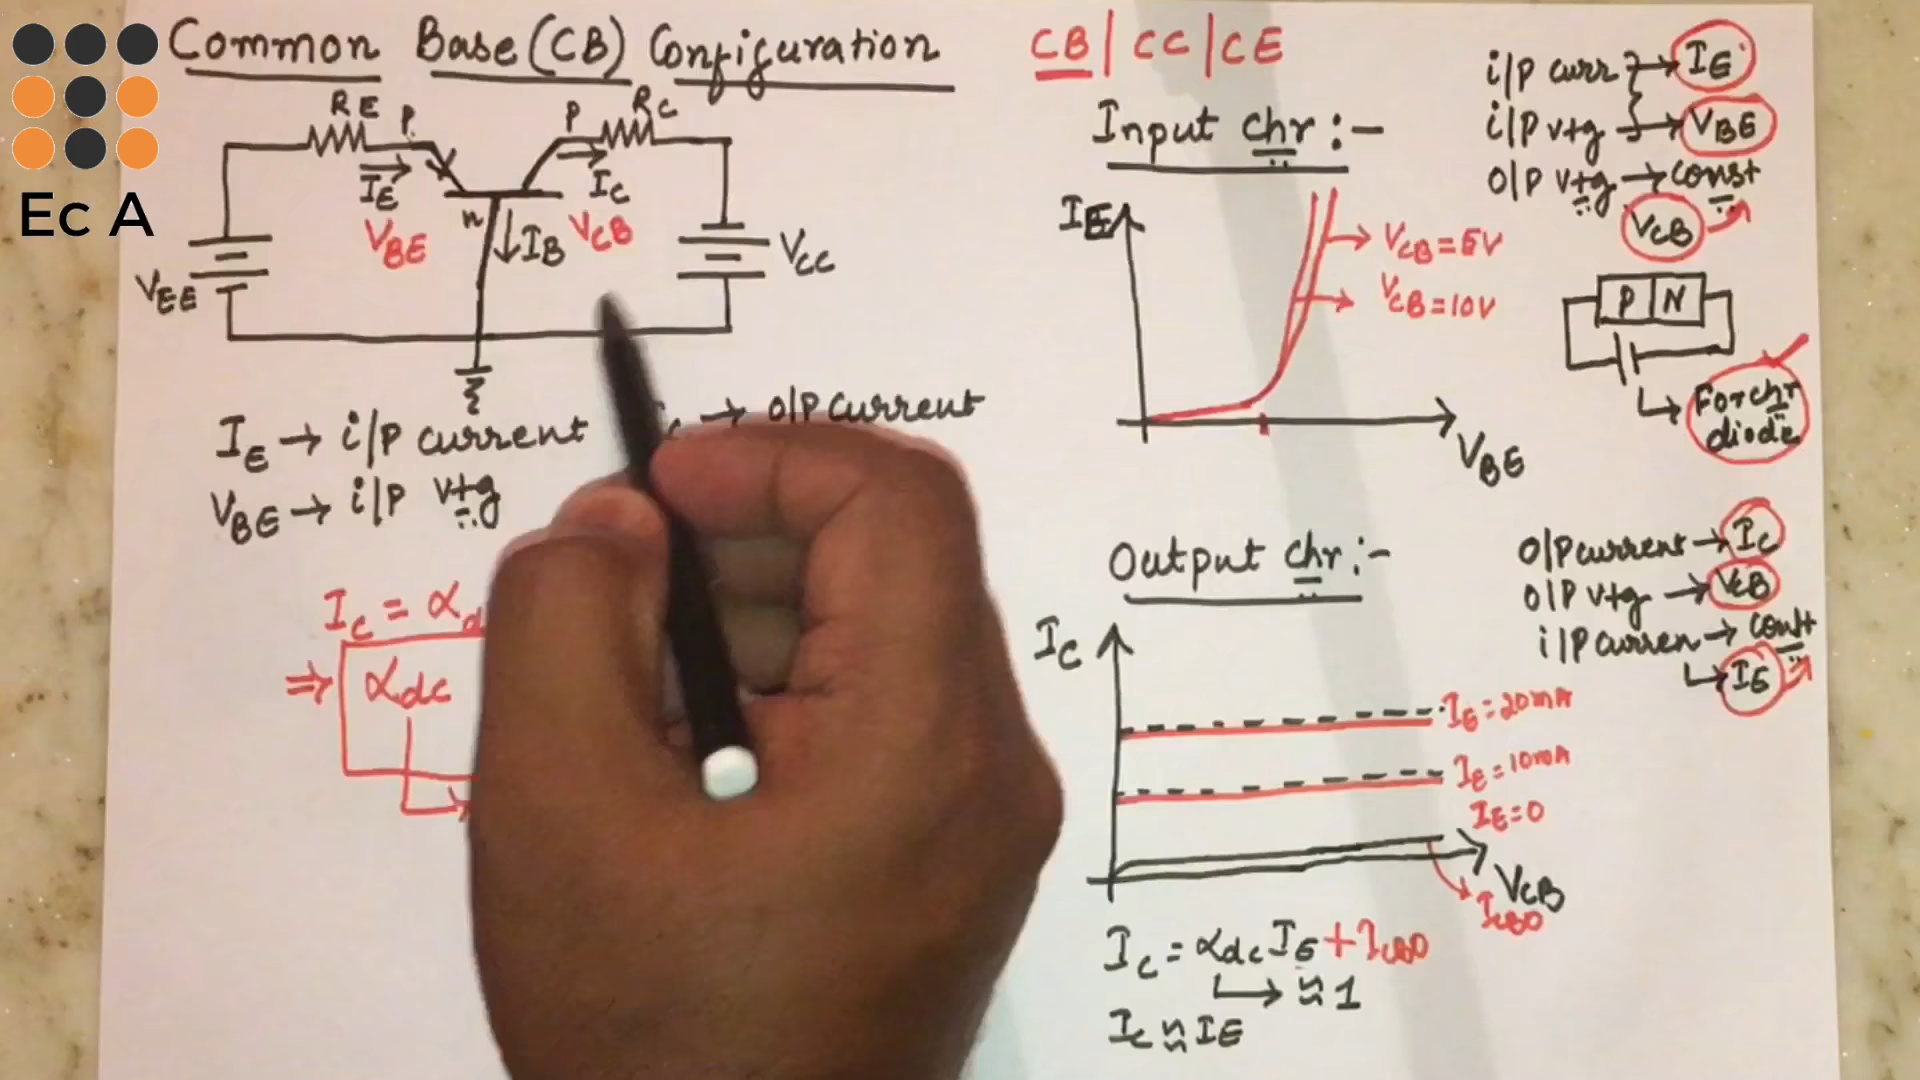 Ec A
Common Base (CB) Configuration
RE
P
P
RC
IE
IC
n
VBE
IB
VCB
VEE
VCC
IE → i/p current
→ O/P current
VBE → i/p vtg
IC = α
⇒ αdc
CB / CC / CE
Input chr :-
i/p curr → IE
i/p vtg → VBE
O/P vtg → const
VCB
IE
VCB = 5V
VCB = 10V
VBE
P N
For chr
diode
Output chr :-
O/P current → IC
O/P vtg → VCB
i/p curren → const
IE
IC
IE = 20mA
IE = 10mA
IE = 0
VCB
ICBO
IC = αdc IE + ICBO
→ ≈ 1
IC ≈ IE